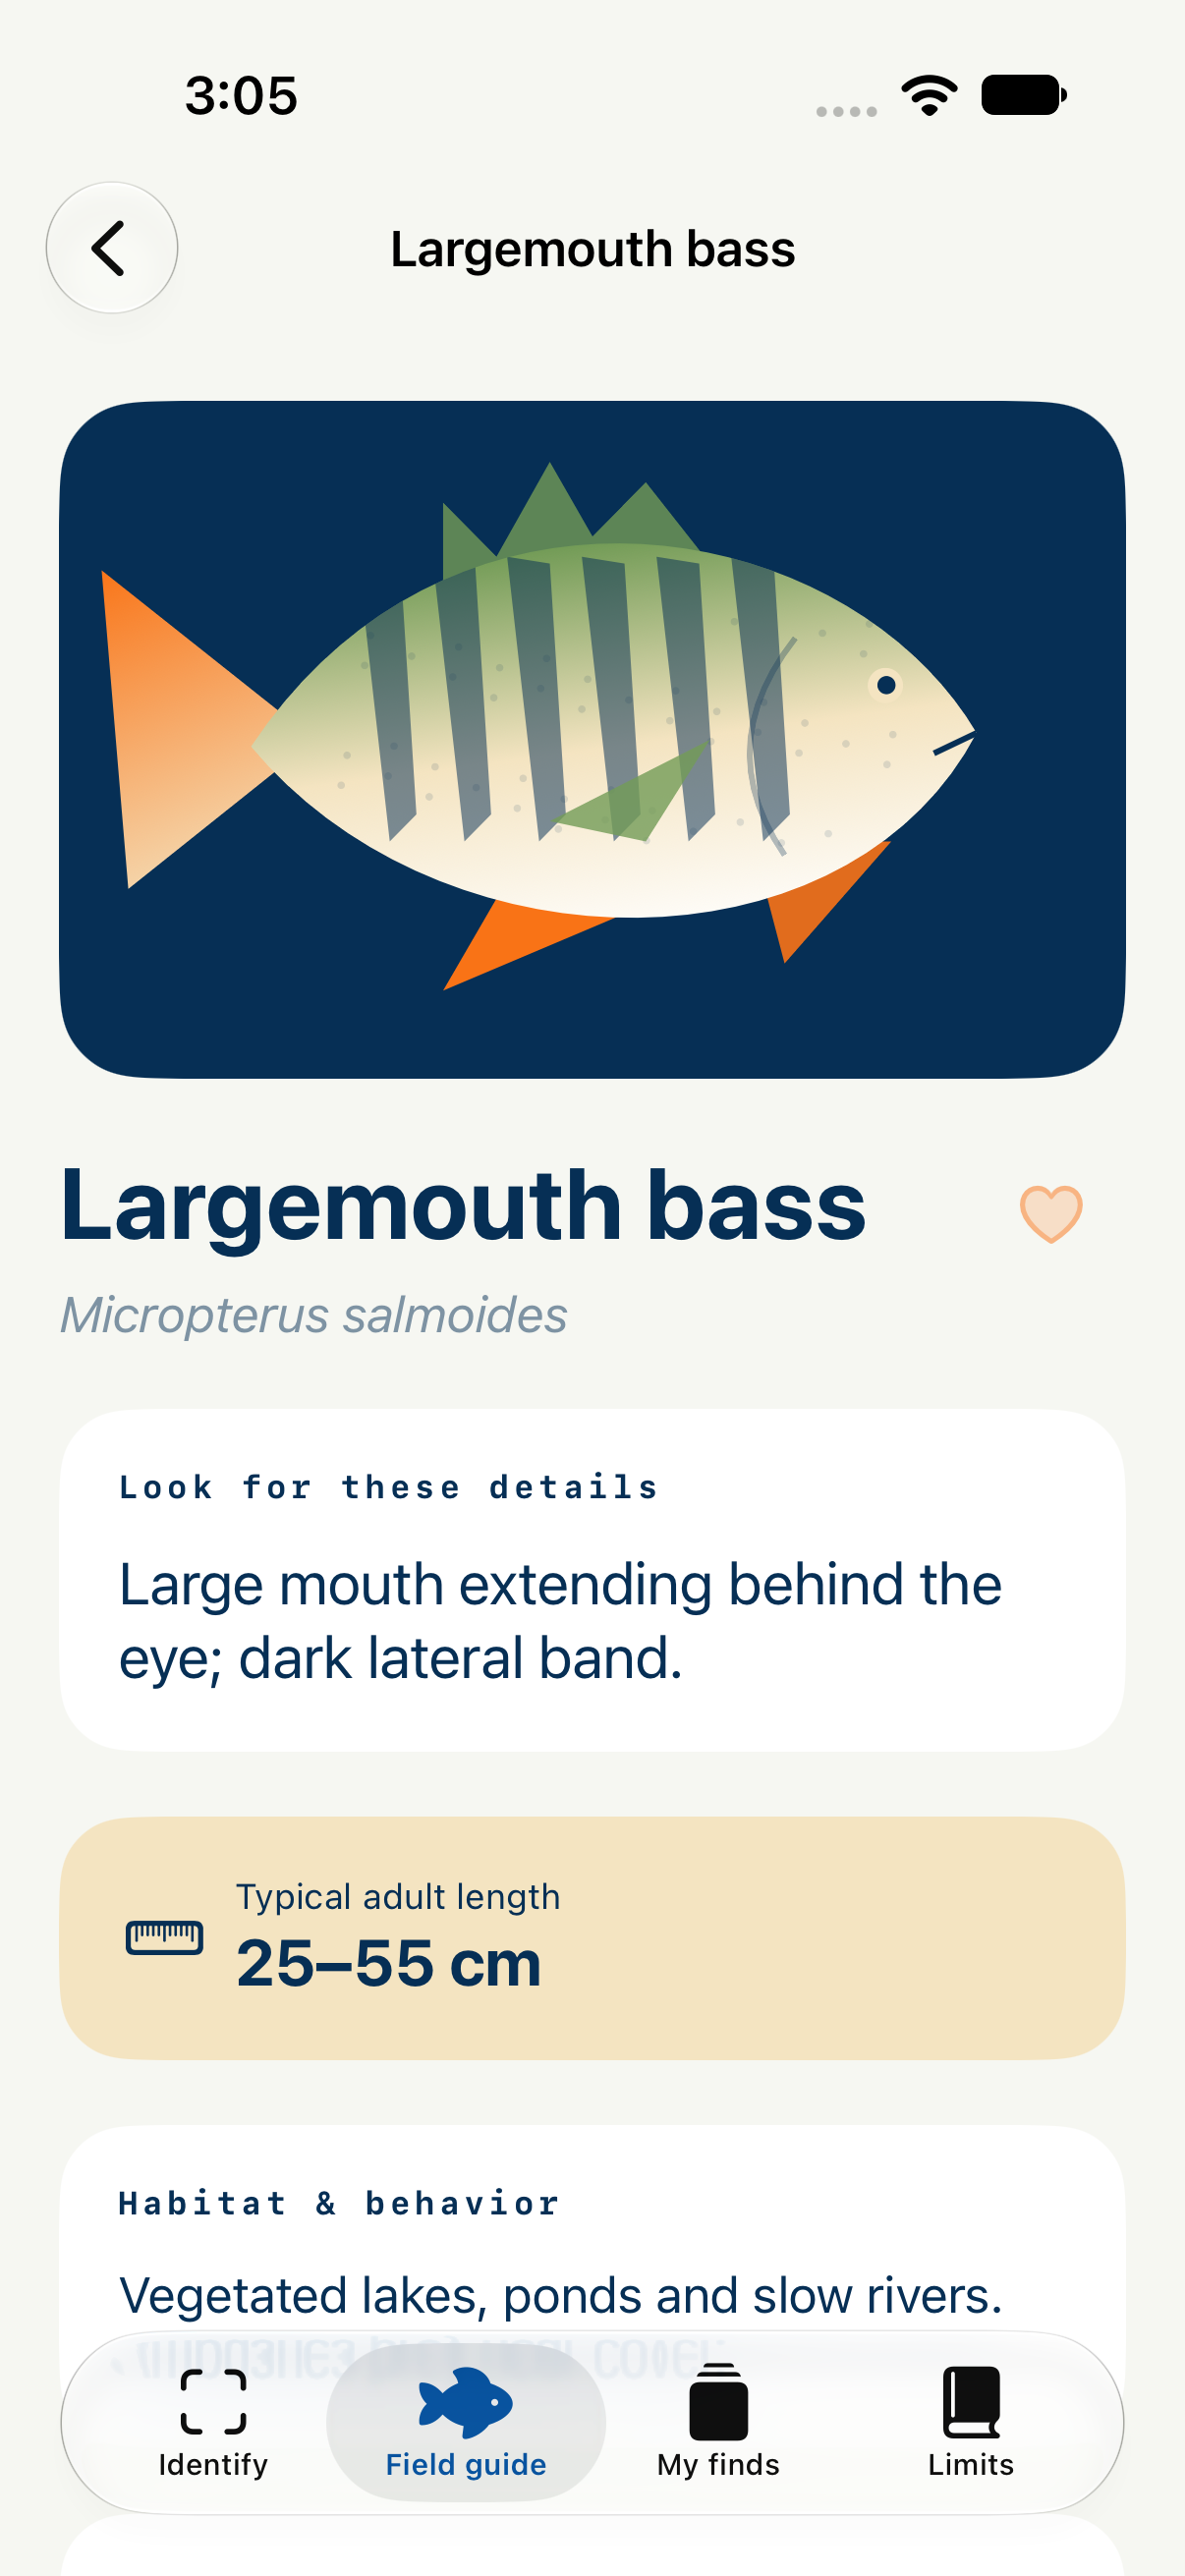 3:05
Largemouth bass
Largemouth bass
Micropterus salmoides
Look for these details
Large mouth extending behind the
eye; dark lateral band.
Typical adult length
25–55 cm
Habitat & behavior
Vegetated lakes, ponds and slow rivers.
Identify
Field guide
My finds
Limits